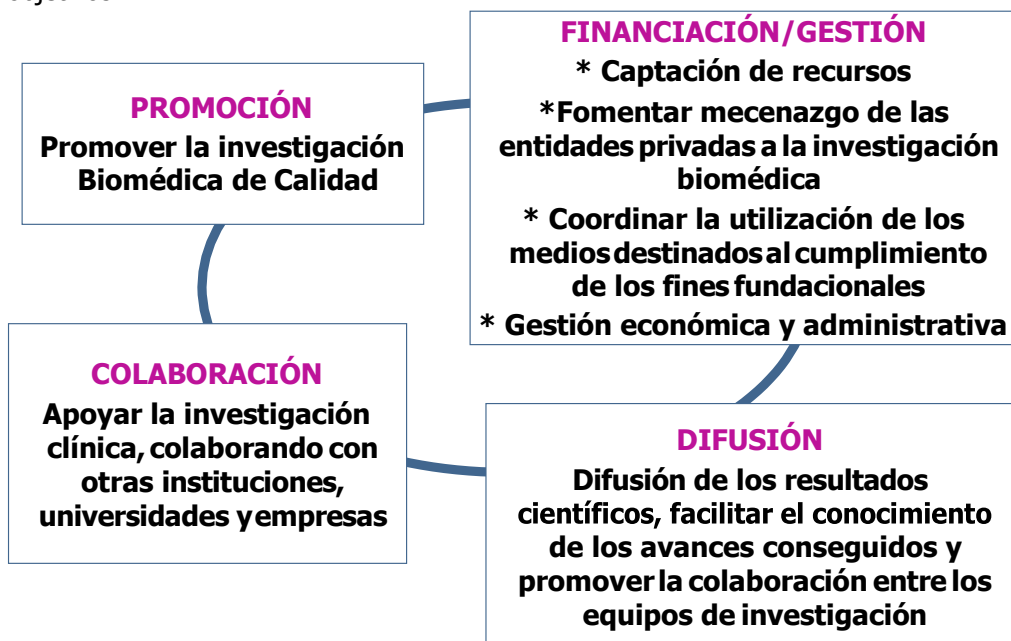 PROMOCIÓN
Promover la investigación
Biomédica de Calidad
FINANCIACIÓN/GESTIÓN
* Captación de recursos
*Fomentar mecenazgo de las
entidades privadas a la investigación
biomédica
* Coordinar la utilización de los
medios destinados al cumplimiento
de los fines fundacionales
* Gestión económica y administrativa
COLABORACIÓN
Apoyar la investigación
clínica, colaborando con
otras instituciones,
universidades y empresas
DIFUSIÓN
Difusión de los resultados
científicos, facilitar el conocimiento
de los avances conseguidos y
promover la colaboración entre los
equipos de investigación